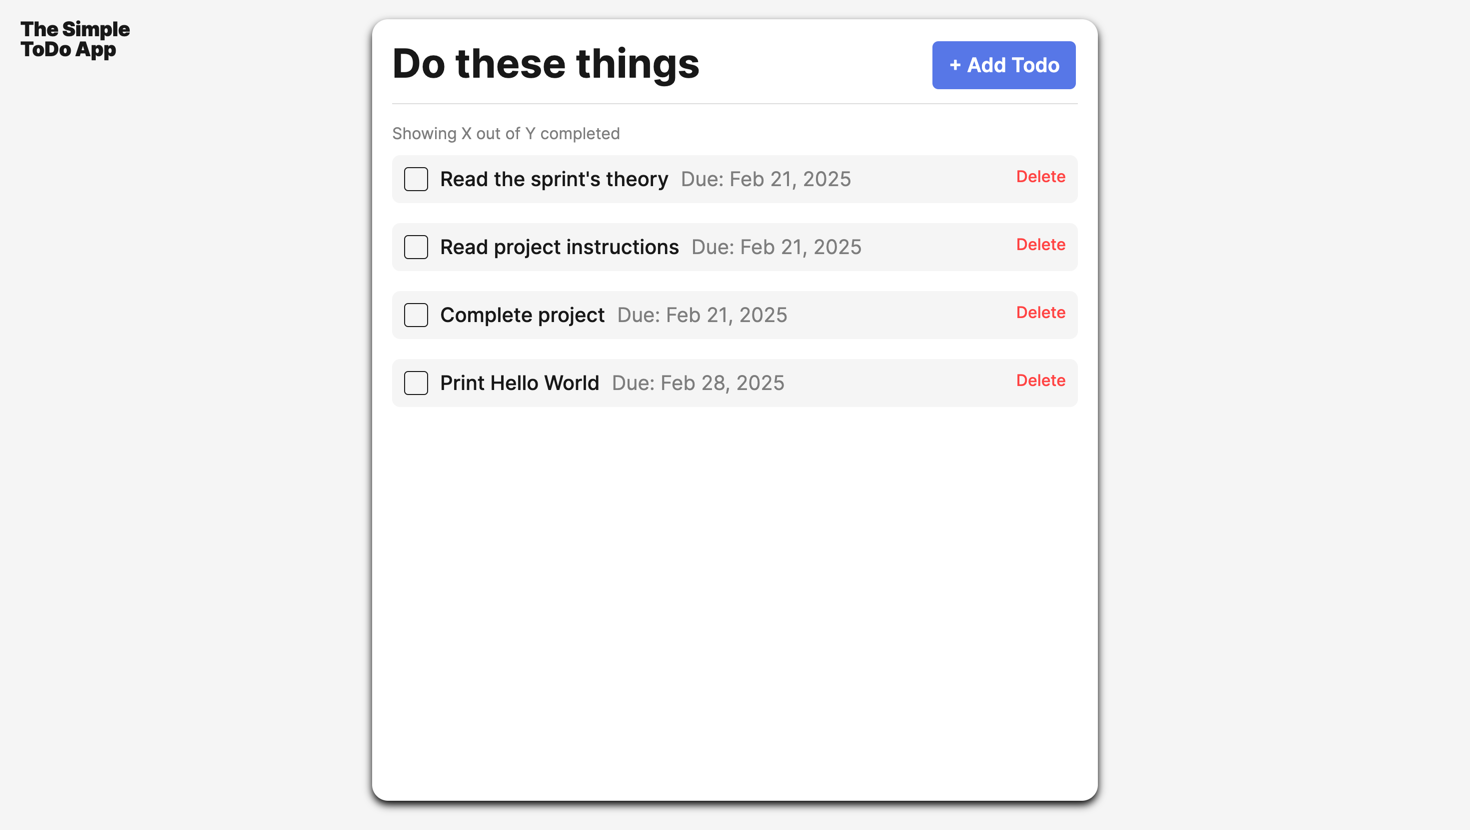 The Simple
ToDo App
Do these things
+ Add Todo
Showing X out of Y completed
Read the sprint's theory Due: Feb 21, 2025 Delete
Read project instructions Due: Feb 21, 2025 Delete
Complete project Due: Feb 21, 2025 Delete
Print Hello World Due: Feb 28, 2025 Delete